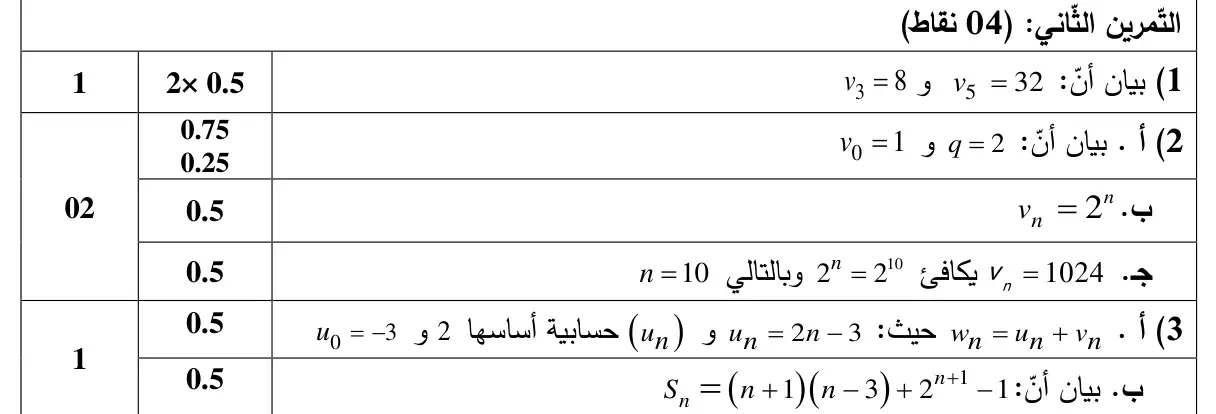 التّمرين الثّاني: (04 نقاط)
1) بيان أنّ: v₅ = 32 و v₃ = 8
2× 0.5
1
2) أ . بيان أنّ: q = 2 و v₀ = 1
0.75
0.25
02
ب. vₙ = 2ⁿ
0.5
جـ. vₙ = 1024 يكافئ 2ⁿ = 2¹⁰ وبالتالي n = 10
0.5
3) أ . wₙ = uₙ + vₙ حيث: uₙ = 2n − 3 و (uₙ) حسابية أساسها 2 و u₀ = −3
0.5
1
ب. بيان أنّ: Sₙ = (n + 1)(n − 3) + 2ⁿ⁺¹ − 1
0.5